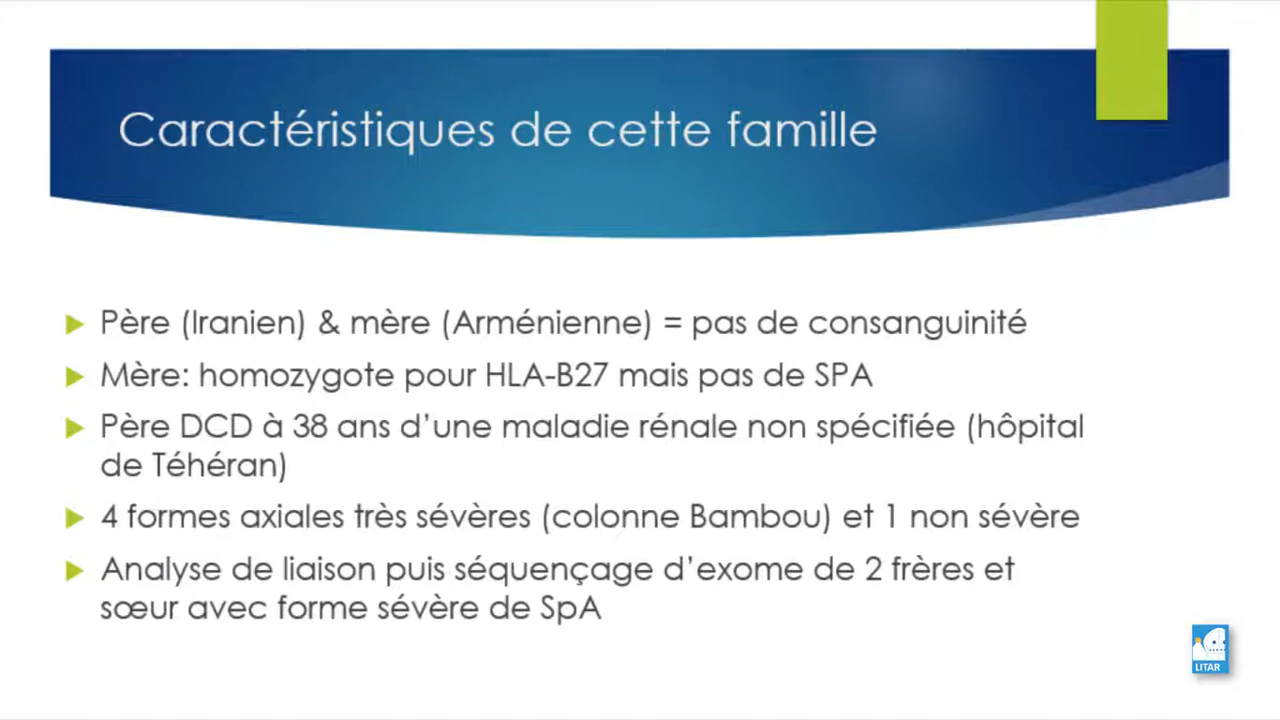 Caractéristiques de cette famille
Père (Iranien) & mère (Arménienne) = pas de consanguinité
Mère: homozygote pour HLA-B27 mais pas de SPA
Père DCD à 38 ans d’une maladie rénale non spécifiée (hôpital
de Téhéran)
4 formes axiales très sévères (colonne Bambou) et 1 non sévère
Analyse de liaison puis séquençage d’exome de 2 frères et
sœur avec forme sévère de SpA
LITAR